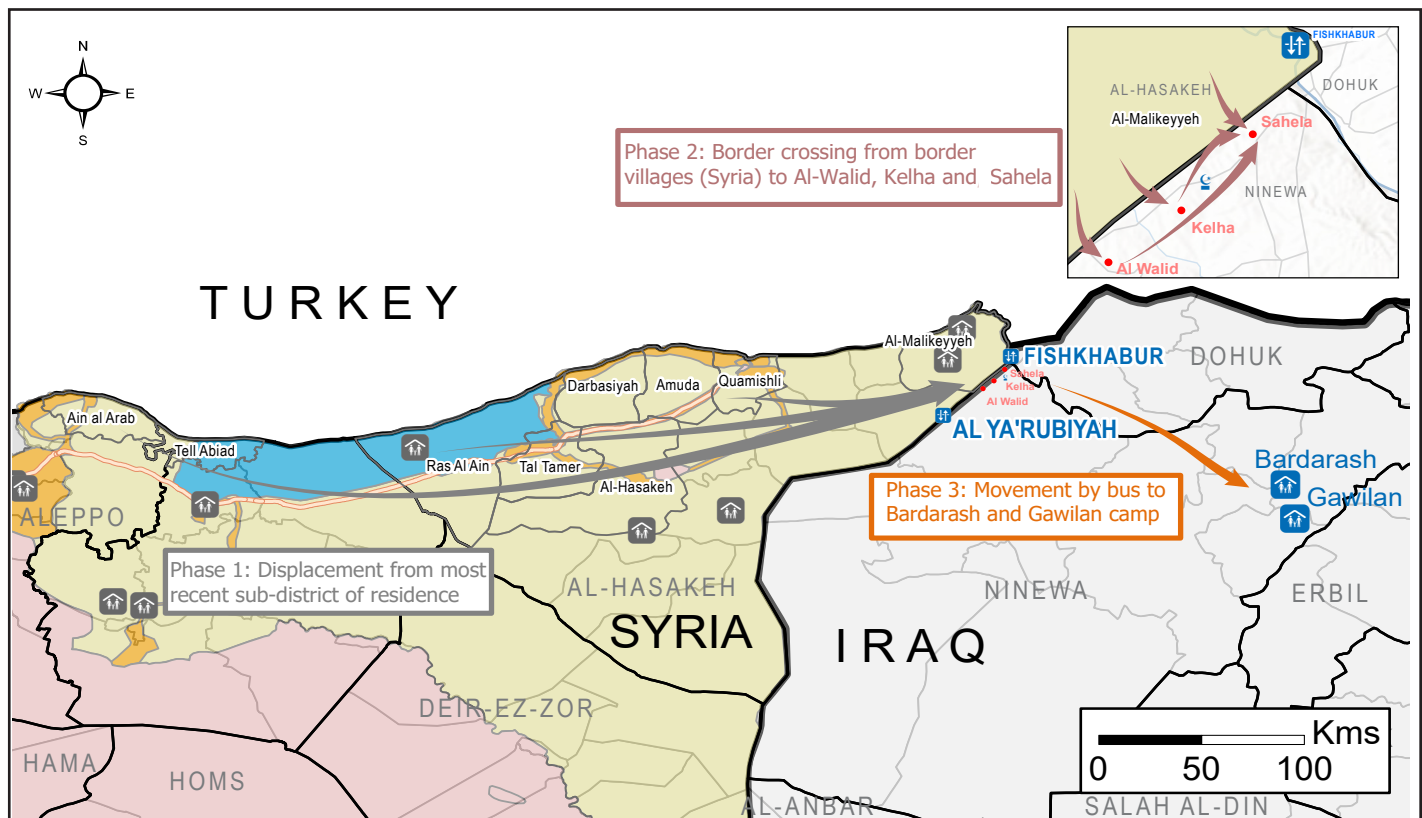 N
W
E
S
FISHKHABUR
AL-HASAKEH
DOHUK
Al-Malikeyyeh
Sahela
NINEWA
Kelha
Al Walid
Phase 2: Border crossing from border
villages (Syria) to Al-Walid, Kelha and Sahela
TURKEY
Al-Malikeyyeh
FISHKHABUR
DOHUK
Sahela
Kelha
Al Walid
Darbasiyah
Amuda
Quamishli
Ain al Arab
AL YA'RUBIYAH
Tell Abiad
Ras Al Ain
Tal Tamer
Al-Hasakeh
Bardarash
Gawilan
Phase 3: Movement by bus to
Bardarash and Gawilan camp
ALEPPO
Phase 1: Displacement from most
recent sub-district of residence
AL-HASAKEH
NINEWA
ERBIL
SYRIA
IRAQ
DEIR-EZ-ZOR
Kms
0 50 100
HAMA
HOMS
AL-ANBAR
SALAH AL-DIN